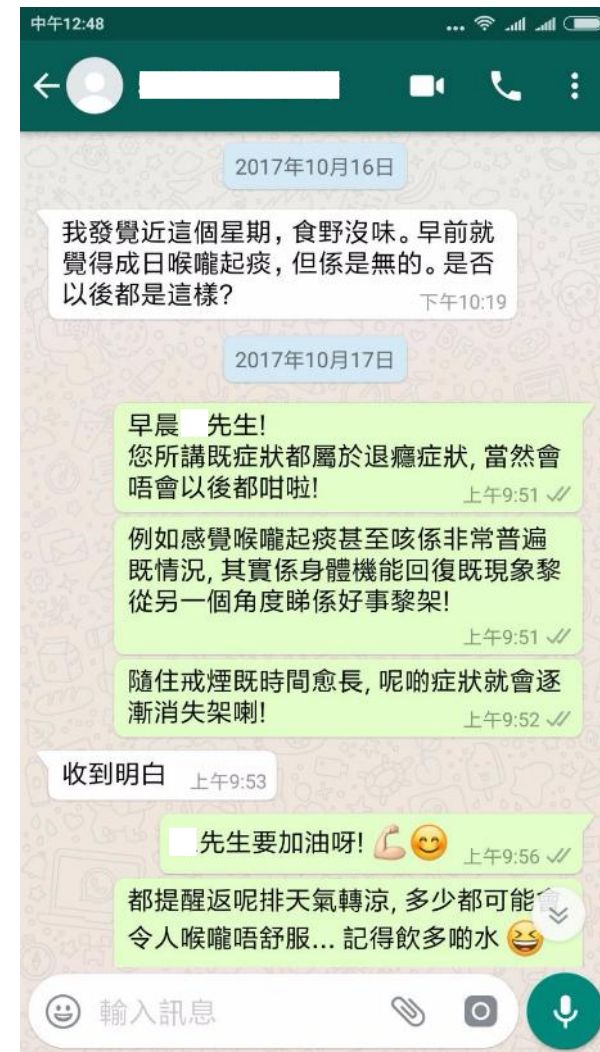 中午12:48
...
2017年10月16日
我發覺近這個星期, 食野沒味。早前就
覺得成日喉嚨起痰, 但係是無的。是否
以後都是這樣?
下午10:19
2017年10月17日
早晨 先生!
您所講既症狀都屬於退癮症狀, 當然會
唔會以後都咁啦!
上午9:51
例如感覺喉嚨起痰甚至咳係非常普遍
既情況, 其實係身體機能回復既現象黎
從另一個角度睇係好事黎架!
上午9:51
隨住戒煙既時間愈長, 呢啲症狀就會逐
漸消失架喇!
上午9:52
收到明白
上午9:53
先生要加油呀! 💪😊
上午9:56
都提醒返呢排天氣轉涼, 多少都可能會
令人喉嚨唔舒服... 記得飲多啲水 😆
輸入訊息